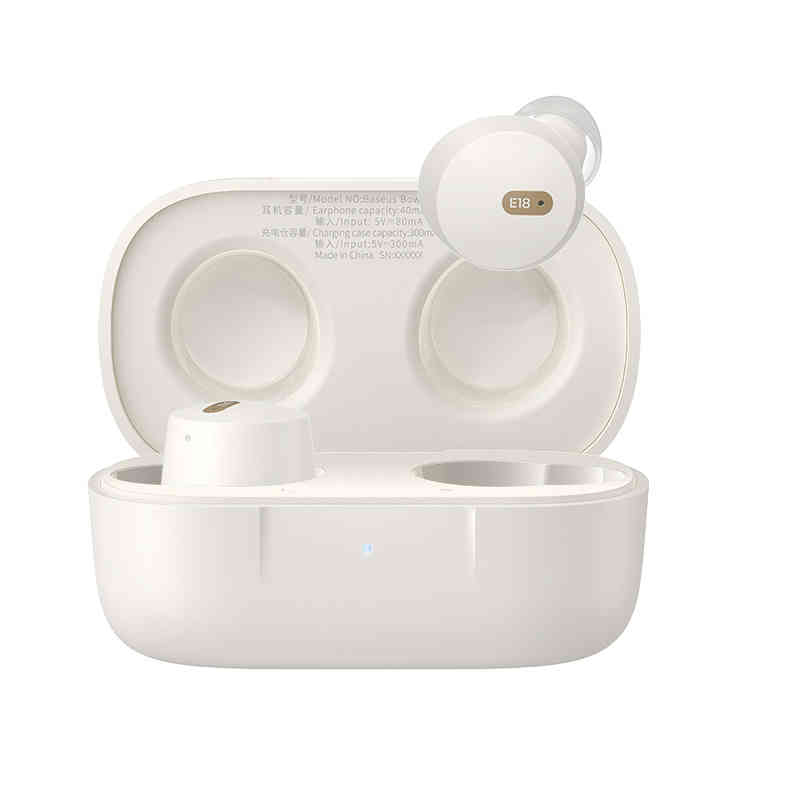 型号/Model NO:Baseus Bow
耳机容量/ Earphone capacity:40m
输入/Input: 5V⎓80mA
充电仓容量/ Charging case capacity:300m
输入/Input:5V⎓300mA
Made in China SN:XXXXXX
E18